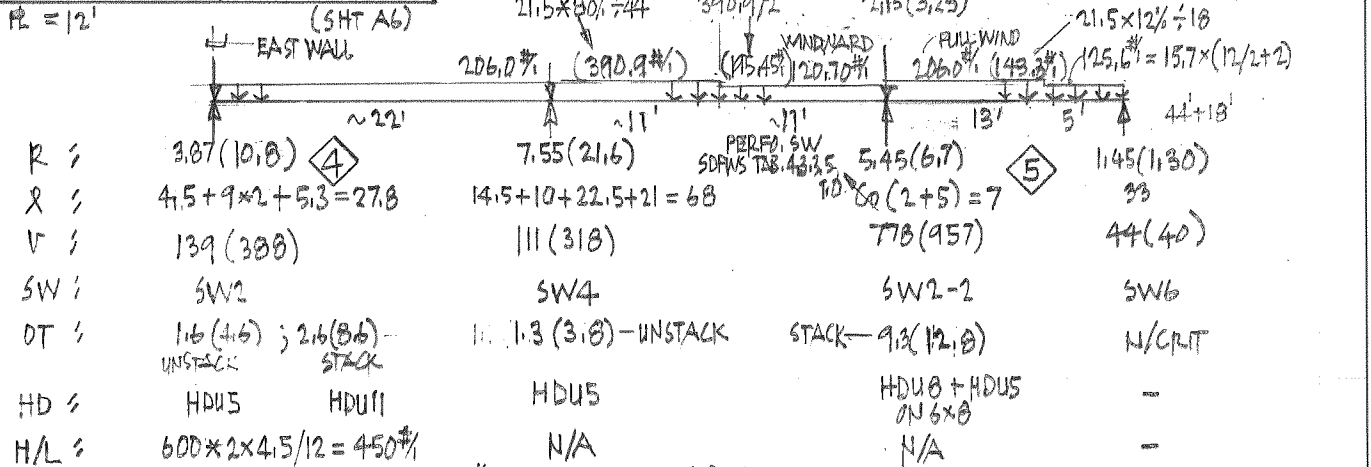 PL = 12' (SHT A6) 21.5×80%÷44 390.9/2 2.15(3.25) 21.5×12%÷18
EAST WALL 206.0#/' (390.9#/') (195.45#/') WINDWARD 120.70#/' FULL WIND 206.0#/' (143.3#/') 125.6#/' = 15.7×(12/2+2)
~22' ~11' ~11' 13' 5' 44'+18'
R : 3.87(10.8) 4 7.55(21.6) PERFO. SW SDPWS TAB. 4.3.3.5 5.45(6.7) 5 1.45(1.30)
ℓ : 4.5+9×2+5.3=27.8 14.5+10+22.5+21=68 1.0 (2+5)=7 33
V : 139(388) 111(318) 778(957) 44(40)
SW : SW2 SW4 SW2-2 SW6
OT : 1.6(4.6) ; 2.6(8.6) 1.3(3.8)-UNSTACK STACK-9.3(12.8) N/CRIT
UNSTACK STACK
HD : HDU5 HDU11 HDU5 HDU8+HDU5 -
ON 6×8
H/L : 600×2×4.5/12=450#/' N/A N/A -